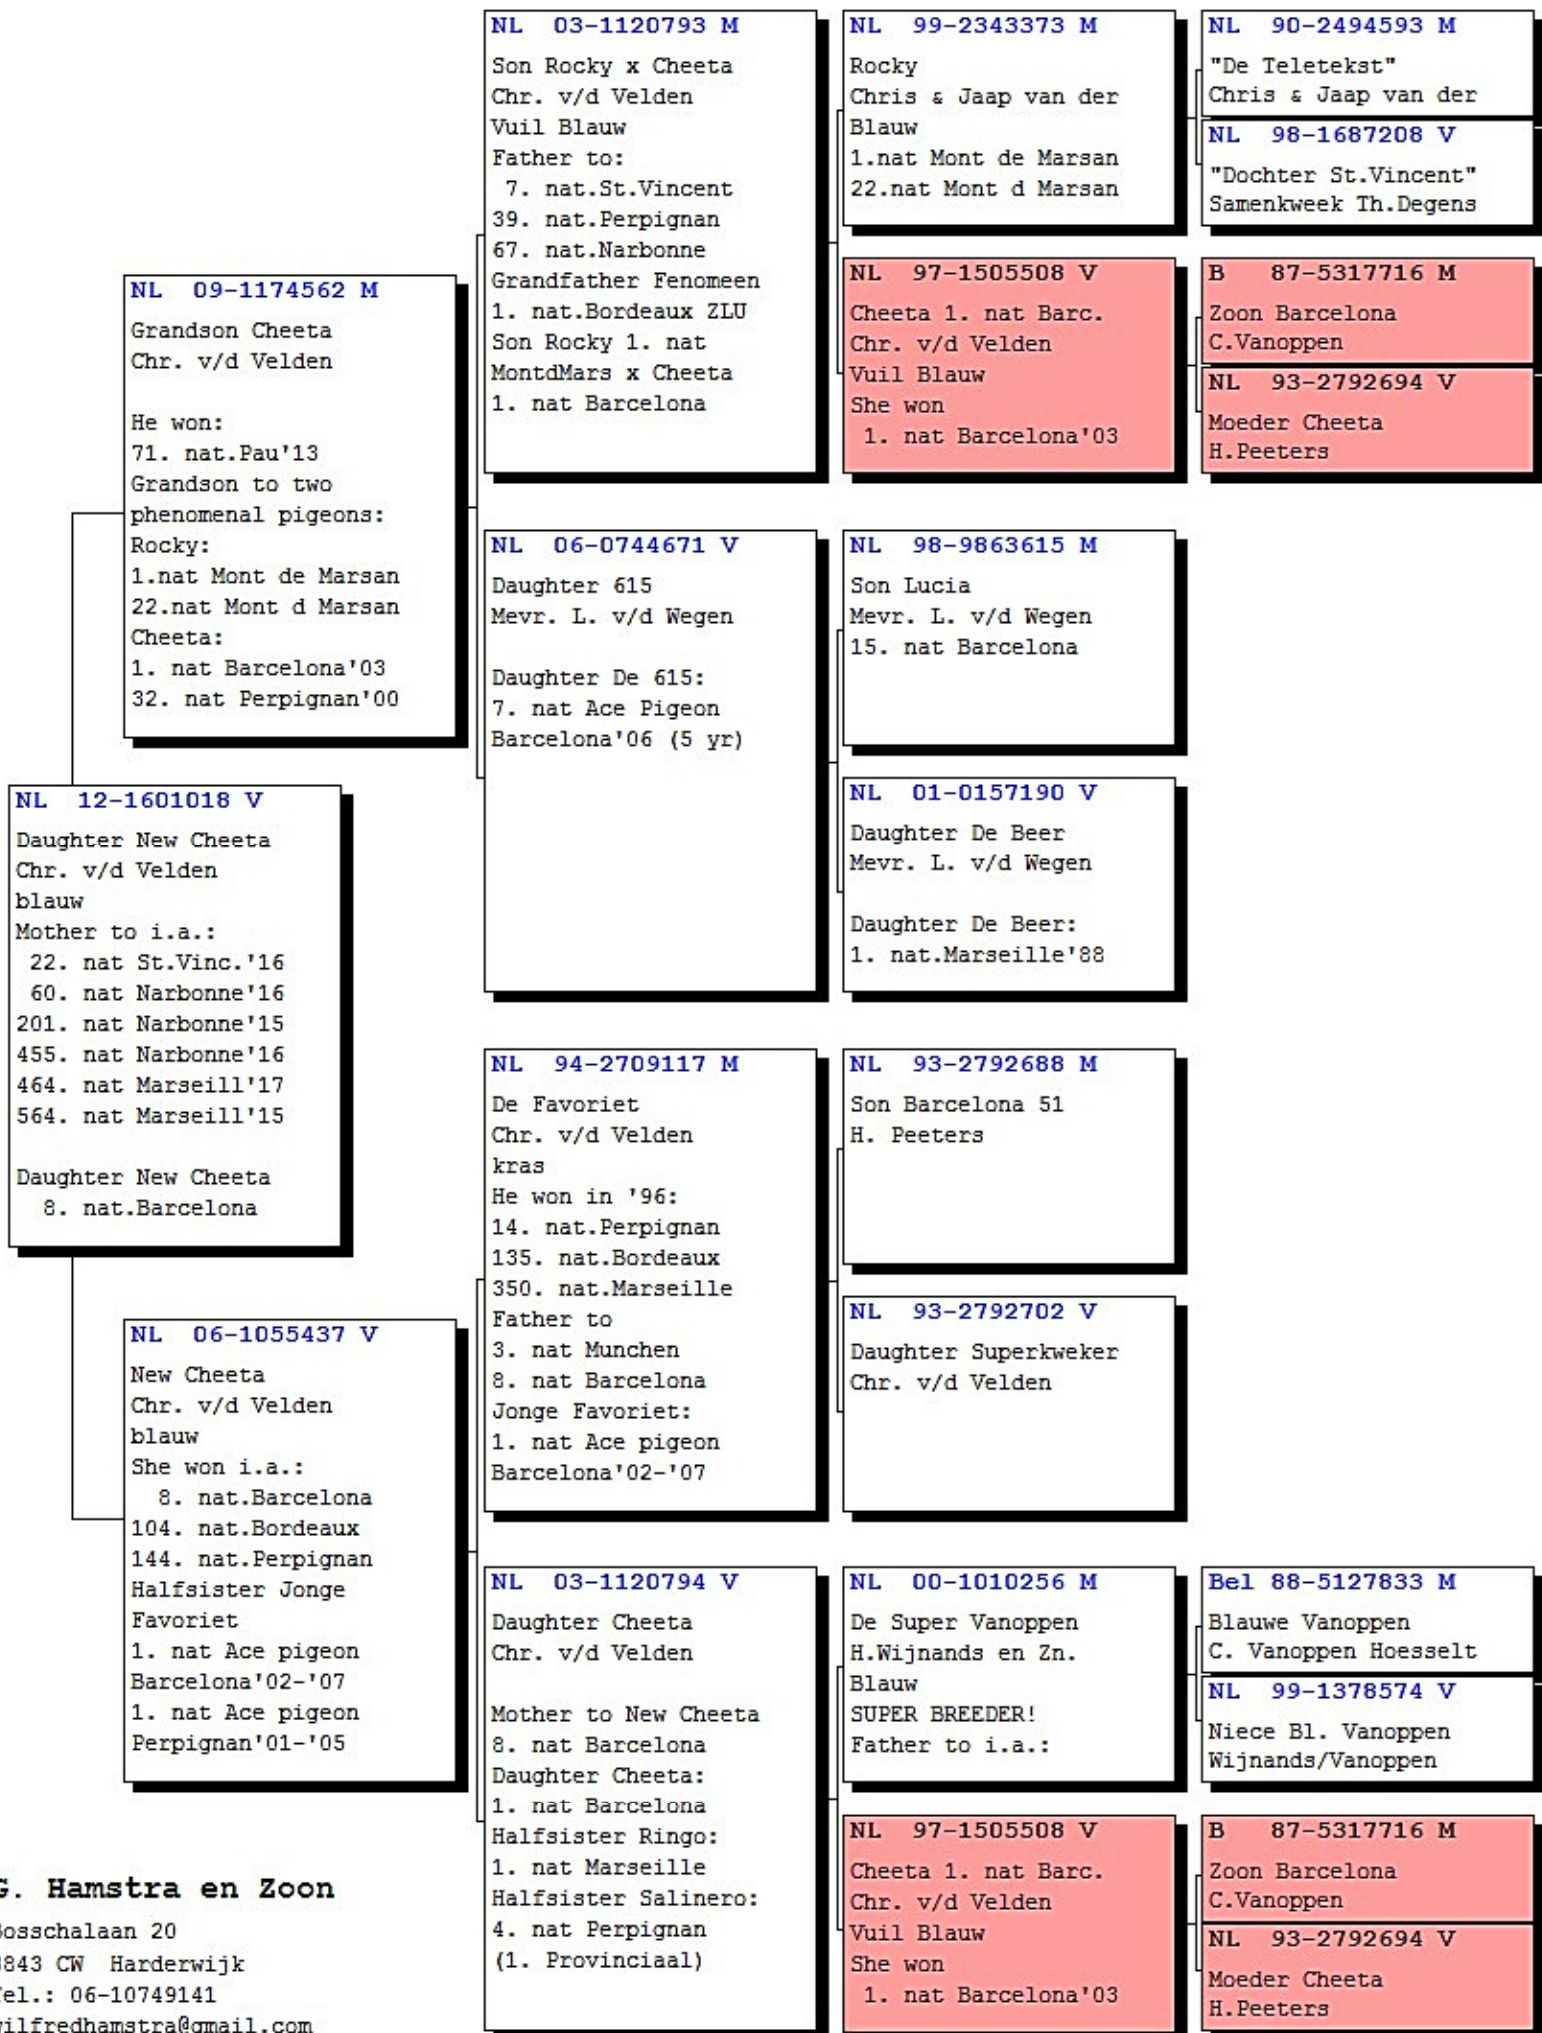 NL 12-1601018 V
Daughter New Cheeta
Chr. v/d Velden
blauw
Mother to i.a.:
22. nat St.Vinc.'16
60. nat Narbonne'16
201. nat Narbonne'15
455. nat Narbonne'16
464. nat Marseill'17
564. nat Marseill'15
Daughter New Cheeta
8. nat.Barcelona
NL 09-1174562 M
Grandson Cheeta
Chr. v/d Velden
He won:
71. nat.Pau'13
Grandson to two
phenomenal pigeons:
Rocky:
1.nat Mont de Marsan
22.nat Mont d Marsan
Cheeta:
1. nat Barcelona'03
32. nat Perpignan'00
NL 06-1055437 V
New Cheeta
Chr. v/d Velden
blauw
She won i.a.:
8. nat.Barcelona
104. nat.Bordeaux
144. nat.Perpignan
Halfsister Jonge
Favoriet
1. nat Ace pigeon
Barcelona'02-'07
1. nat Ace pigeon
Perpignan'01-'05
NL 03-1120793 M
Son Rocky x Cheeta
Chr. v/d Velden
Vuil Blauw
Father to:
7. nat.St.Vincent
39. nat.Perpignan
67. nat.Narbonne
Grandfather Fenomeen
1. nat.Bordeaux ZLU
Son Rocky 1. nat
MontdMars x Cheeta
1. nat Barcelona
NL 06-0744671 V
Daughter 615
Mevr. L. v/d Wegen
Daughter De 615:
7. nat Ace Pigeon
Barcelona'06 (5 yr)
NL 94-2709117 M
De Favoriet
Chr. v/d Velden
kras
He won in '96:
14. nat.Perpignan
135. nat.Bordeaux
350. nat.Marseille
Father to
3. nat Munchen
8. nat Barcelona
Jonge Favoriet:
1. nat Ace pigeon
Barcelona'02-'07
NL 03-1120794 V
Daughter Cheeta
Chr. v/d Velden
Mother to New Cheeta
8. nat Barcelona
Daughter Cheeta:
1. nat Barcelona
Halfsister Ringo:
1. nat Marseille
Halfsister Salinero:
4. nat Perpignan
(1. Provinciaal)
NL 99-2343373 M
Rocky
Chris & Jaap van der
Blauw
1.nat Mont de Marsan
22.nat Mont d Marsan
NL 97-1505508 V
Cheeta 1. nat Barc.
Chr. v/d Velden
Vuil Blauw
She won
1. nat Barcelona'03
NL 98-9863615 M
Son Lucia
Mevr. L. v/d Wegen
15. nat Barcelona
NL 01-0157190 V
Daughter De Beer
Mevr. L. v/d Wegen
Daughter De Beer:
1. nat.Marseille'88
NL 93-2792688 M
Son Barcelona 51
H. Peeters
NL 93-2792702 V
Daughter Superkweker
Chr. v/d Velden
NL 00-1010256 M
De Super Vanoppen
H.Wijnands en Zn.
Blauw
SUPER BREEDER!
Father to i.a.:
NL 97-1505508 V
Cheeta 1. nat Barc.
Chr. v/d Velden
Vuil Blauw
She won
1. nat Barcelona'03
NL 90-2494593 M
"De Teletekst"
Chris & Jaap van der
NL 98-1687208 V
"Dochter St.Vincent"
Samenkweek Th.Degens
B 87-5317716 M
Zoon Barcelona
C.Vanoppen
NL 93-2792694 V
Moeder Cheeta
H.Peeters
Bel 88-5127833 M
Blauwe Vanoppen
C. Vanoppen Hoesselt
NL 99-1378574 V
Niece Bl. Vanoppen
Wijnands/Vanoppen
B 87-5317716 M
Zoon Barcelona
C.Vanoppen
NL 93-2792694 V
Moeder Cheeta
H.Peeters
G. Hamstra en Zoon
Bosschalaan 20
3843 CW Harderwijk
Tel.: 06-10749141
wilfredhamstra@gmail.com